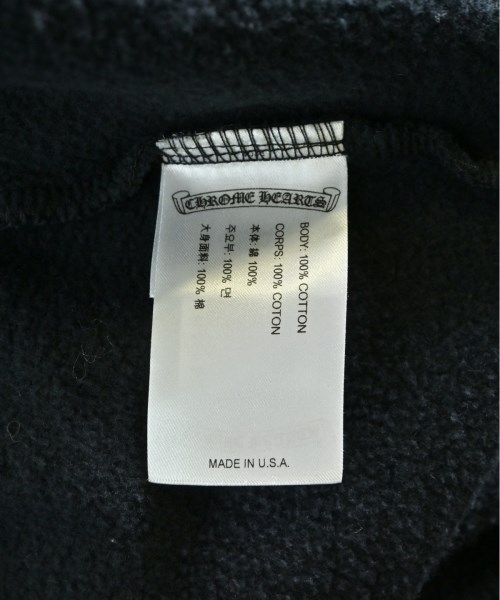 CHROME HEARTS
BODY: 100% COTTON
CORPS: 100% COTON
本体: 綿 100%
주요부: 100% 면
大身面料: 100% 棉
MADE IN U.S.A.